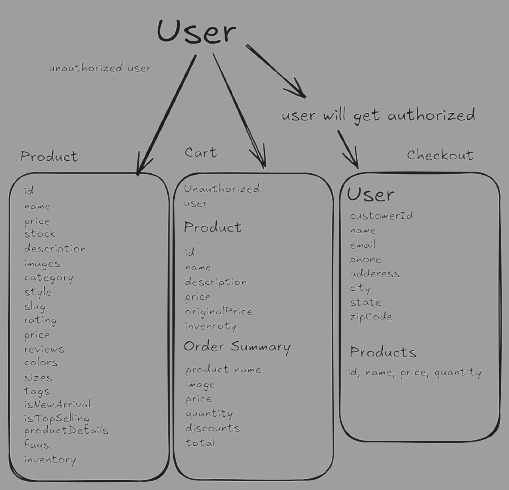 User
unauthorized user
user will get authorized
Product
id
name
price
stock
description
images
category
style
slug
rating
price
reviews
colors
sizes
tags
isNewArrival
isTopSelling
productDetails
faqs
inventory
Cart
Unauthorized
user
Product
id
name
description
price
originalPrice
invenroty
Order Summary
product name
image
price
quantity
discounts
total
Checkout
User
customerId
name
email
phone
adderess
city
state
zipCode
Products
id, name, price, quantity